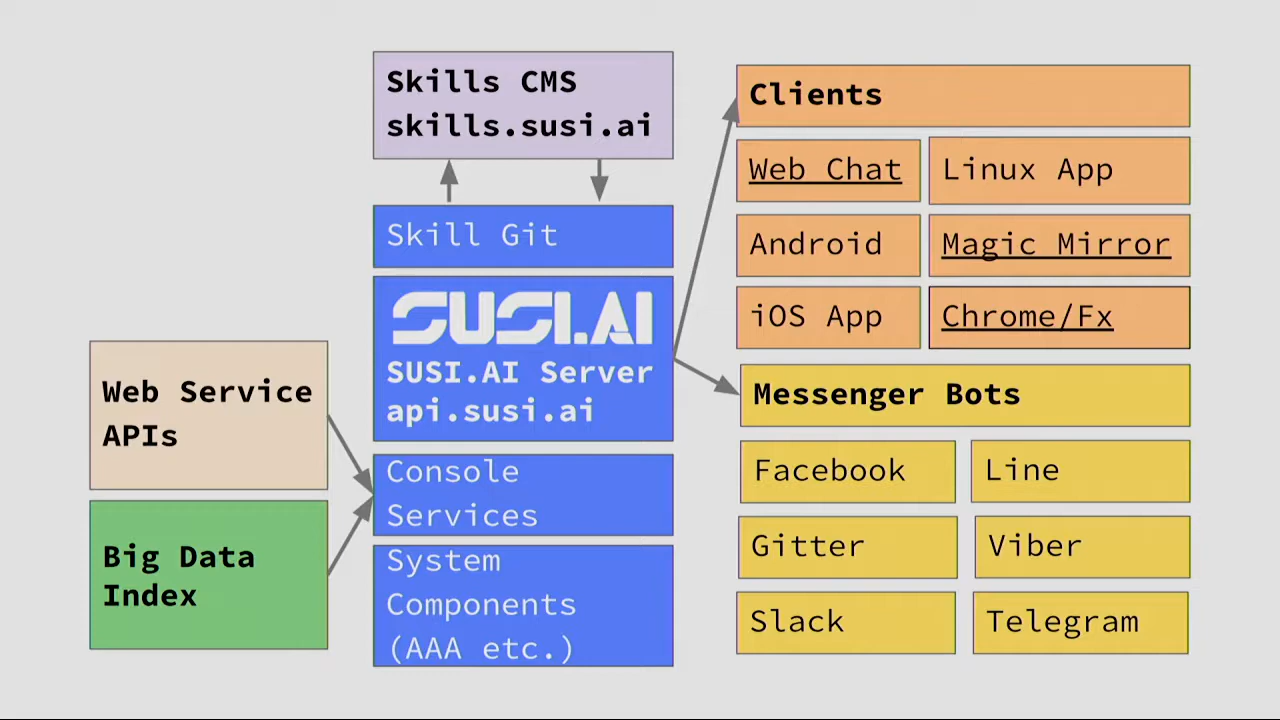 Skills CMS
skills.susi.ai
Skill Git
SUSI.AI
SUSI.AI Server
api.susi.ai
Console
Services
System
Components
(AAA etc.)
Web Service
APIs
Big Data
Index
Clients
Web Chat
Linux App
Android
Magic Mirror
iOS App
Chrome/Fx
Messenger Bots
Facebook
Line
Gitter
Viber
Slack
Telegram